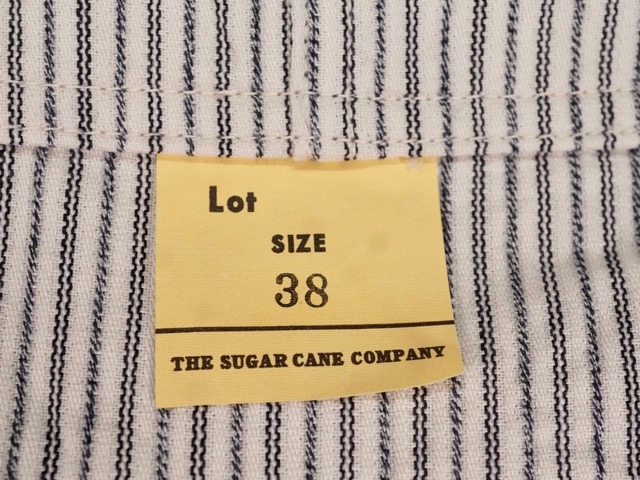 Lot
SIZE
38
THE SUGAR CANE COMPANY